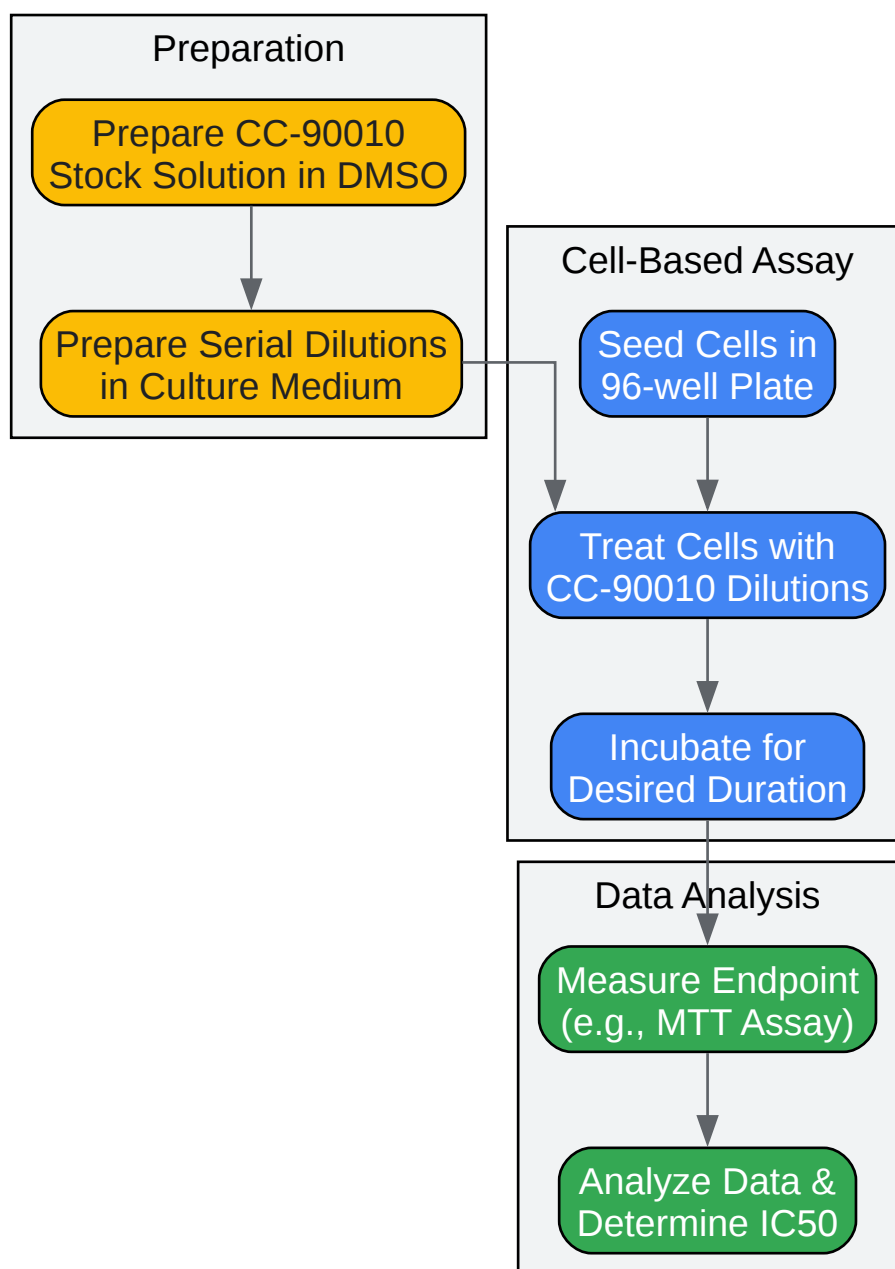 Preparation
Prepare CC-90010
Stock Solution in DMSO
Prepare Serial Dilutions
in Culture Medium
Cell-Based Assay
Seed Cells in
96-well Plate
Treat Cells with
CC-90010 Dilutions
Incubate for
Desired Duration
Data Analysis
Measure Endpoint
(e.g., MTT Assay)
Analyze Data &
Determine IC50